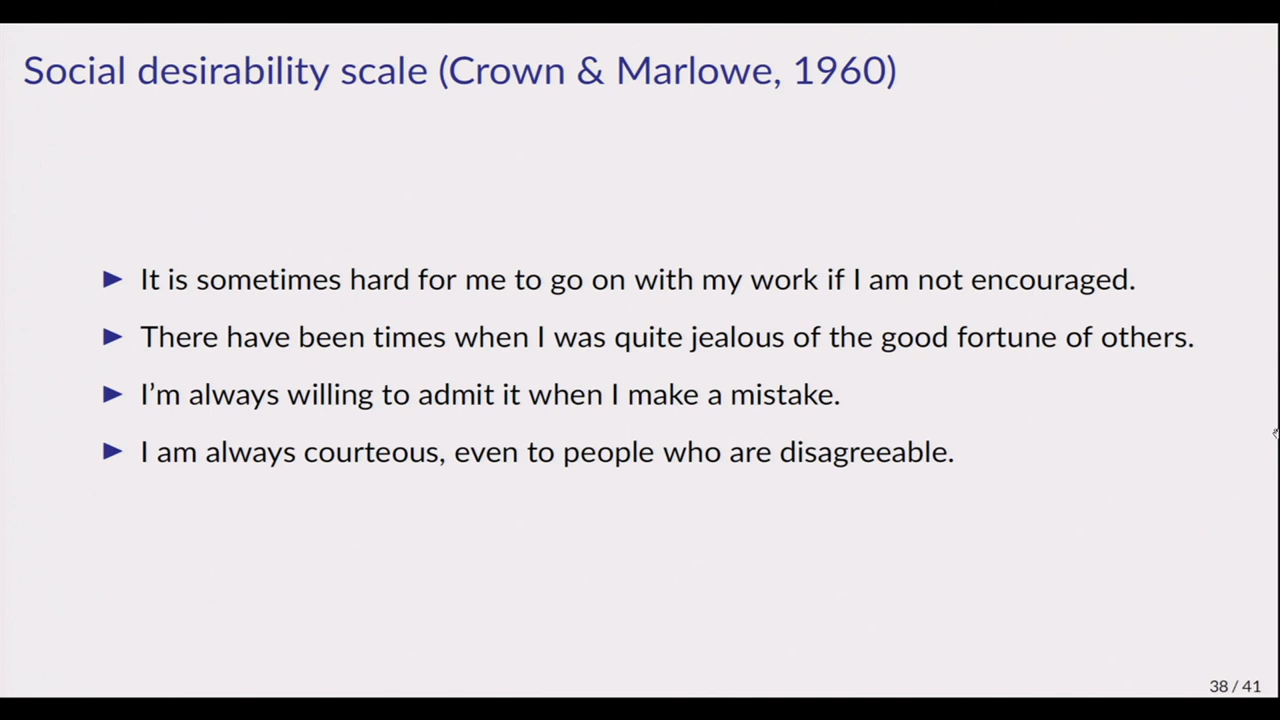 Social desirability scale (Crown & Marlowe, 1960)
▶ It is sometimes hard for me to go on with my work if I am not encouraged.
▶ There have been times when I was quite jealous of the good fortune of others.
▶ I'm always willing to admit it when I make a mistake.
▶ I am always courteous, even to people who are disagreeable.
38 / 41